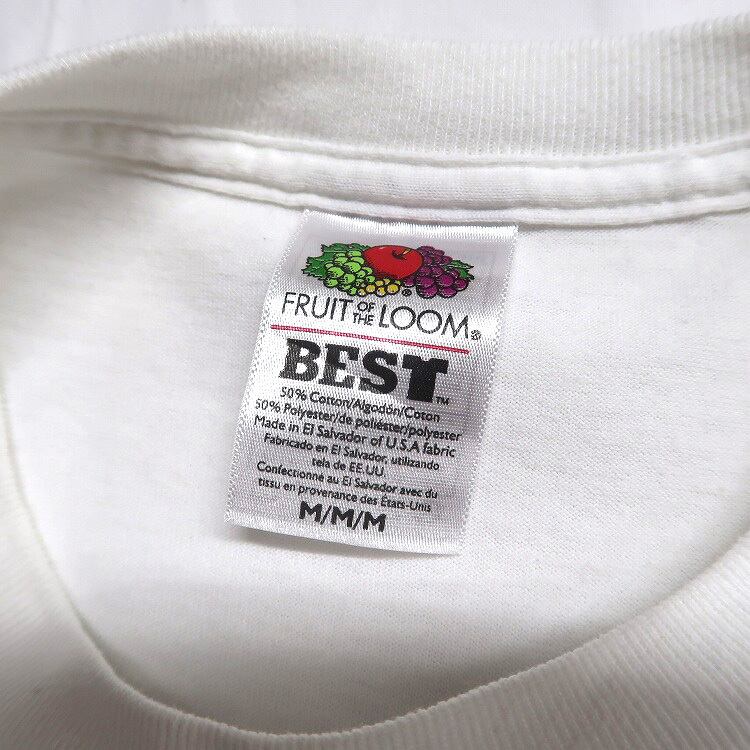 FRUIT OF THE LOOM®
BEST™
50% Cotton/Algodón/Coton
50% Polyester/de poliéster/polyester
Made in El Salvador of U.S.A fabric
Fabricado en El Salvador, utilizando
tela de EE.UU.
Confectionne au El Salvador avec du
tissu en provenance des États-Unis
M/M/M